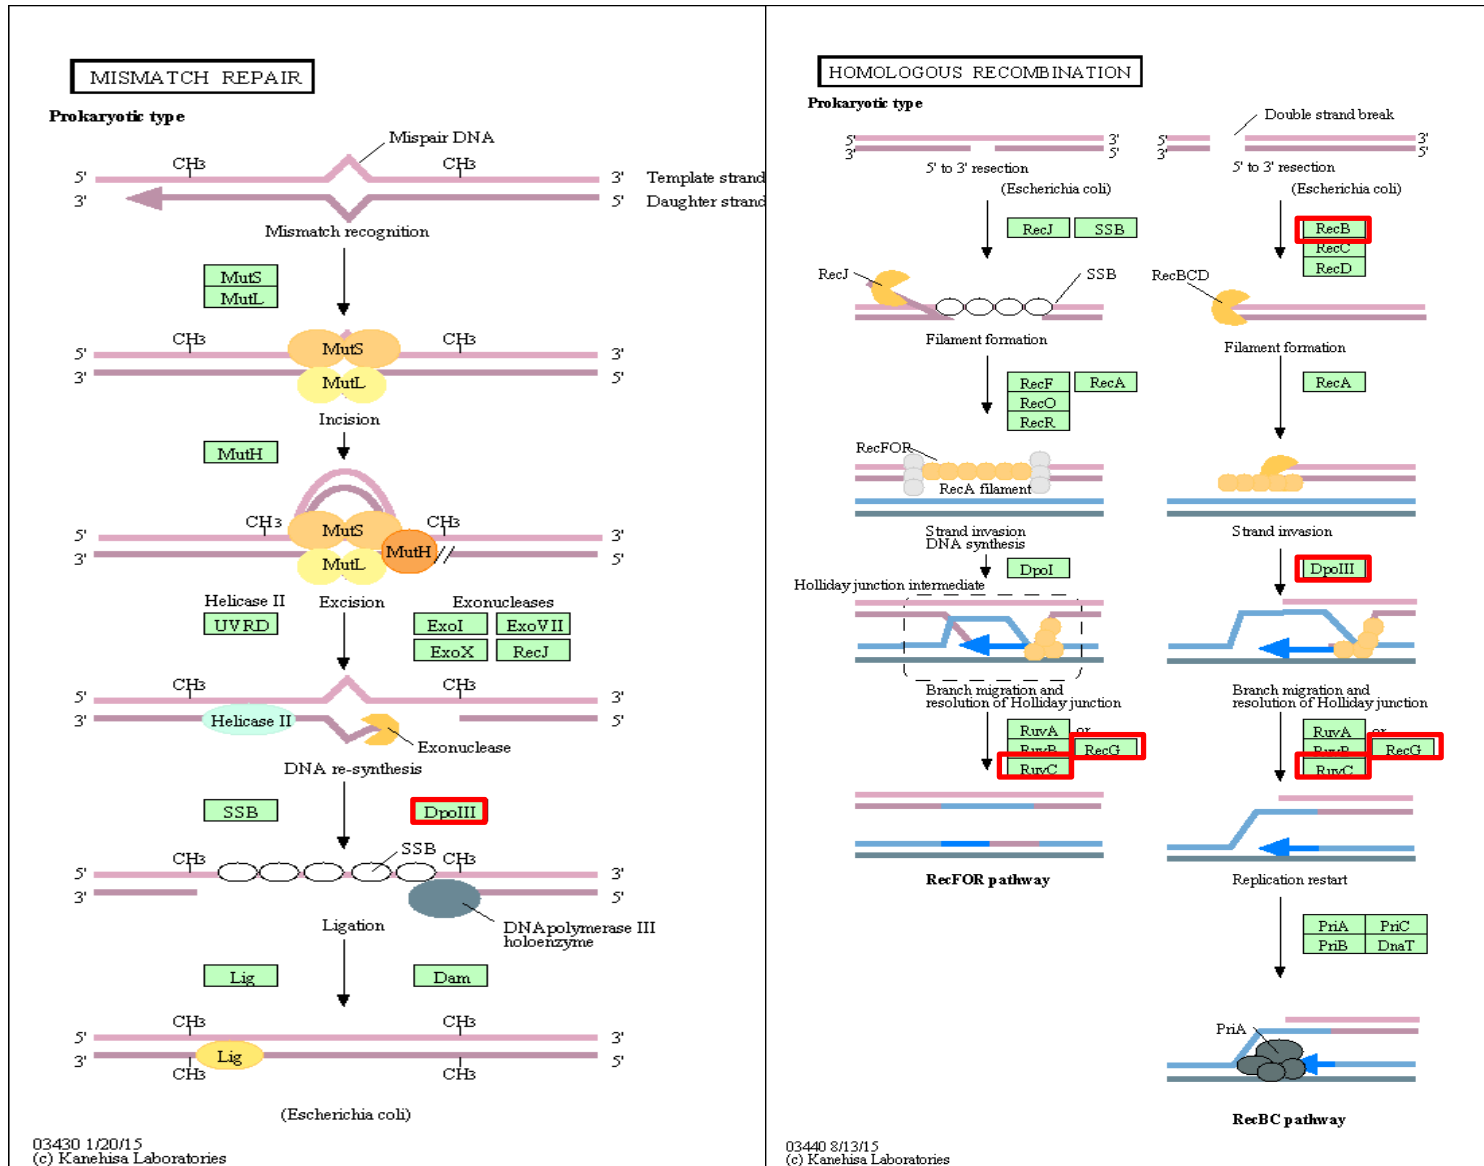 MISMATCH REPAIR
Prokaryotic type
Mispair DNA
CH3
CH3
5'
3'
Template strand
3'
5'
Daughter strand
Mismatch recognition
MutS
MutL
CH3
CH3
5'
MutS
3'
3'
MutL
5'
Incision
MutH
CH3
CH3
5'
MutS
3'
3'
MutL
MutH
5'
Helicase II
Excision
Exonucleases
UVRD
ExoI
ExoVII
ExoX
RecJ
CH3
CH3
5'
3'
3'
Helicase II
5'
Exonuclease
DNA re-synthesis
SSB
DpoIII
SSB
CH3
CH3
5'
3'
3'
5'
Ligation
DNA polymerase III
holoenzyme
Lig
Dam
CH3
CH3
5'
3'
3'
Lig
5'
CH3
CH3
(Escherichia coli)
03430 1/20/15
(c) Kanehisa Laboratories
HOMOLOGOUS RECOMBINATION
Prokaryotic type
5'
3'
3'
5'
5' to 3' resection
(Escherichia coli)
RecJ
SSB
RecJ
SSB
Filament formation
RecF
RecA
RecO
RecR
RecFOR
RecA filament
Strand invasion
DNA synthesis
DpoI
Holliday junction intermediate
Branch migration and
resolution of Holliday junction
RuvA
or
RuvB
RecG
RuvC
RecFOR pathway
Double strand break
5'
3'
3'
5'
5' to 3' resection
(Escherichia coli)
RecB
RecC
RecD
RecBCD
Filament formation
RecA
Strand invasion
DpoIII
Branch migration and
resolution of Holliday junction
RuvA
or
RuvB
RecG
RuvC
Replication restart
PriA
PriC
PriB
DnaT
PriA
RecBC pathway
03440 8/13/15
(c) Kanehisa Laboratories